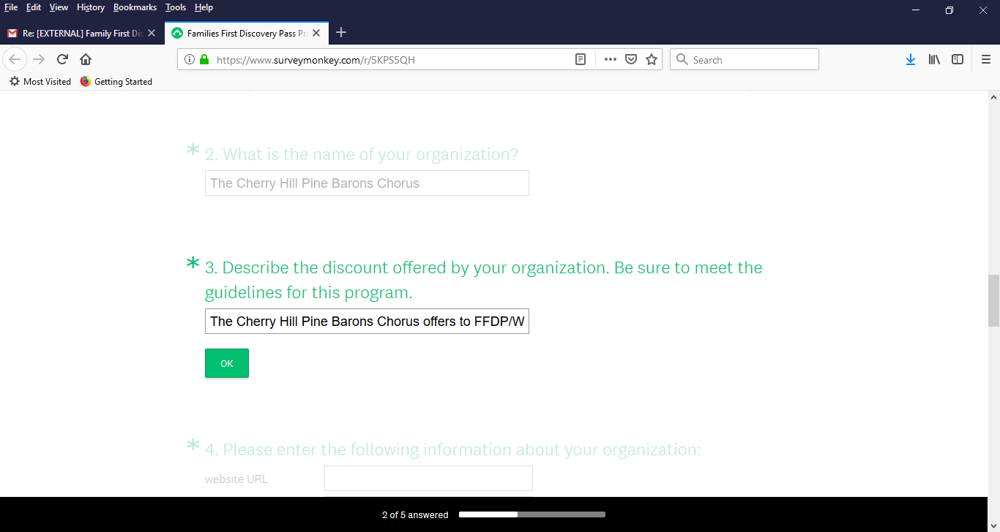 File Edit View History Bookmarks Tools Help
Re: [EXTERNAL] Family First Dis
Families First Discovery Pass Pr
https://www.surveymonkey.com/r/5KPS5QH
Search
Most Visited Getting Started
* 2. What is the name of your organization?
The Cherry Hill Pine Barons Chorus
* 3. Describe the discount offered by your organization. Be sure to meet the
guidelines for this program.
The Cherry Hill Pine Barons Chorus offers to FFDP/W
OK
* 4. Please enter the following information about your organization:
website URL
2 of 5 answered